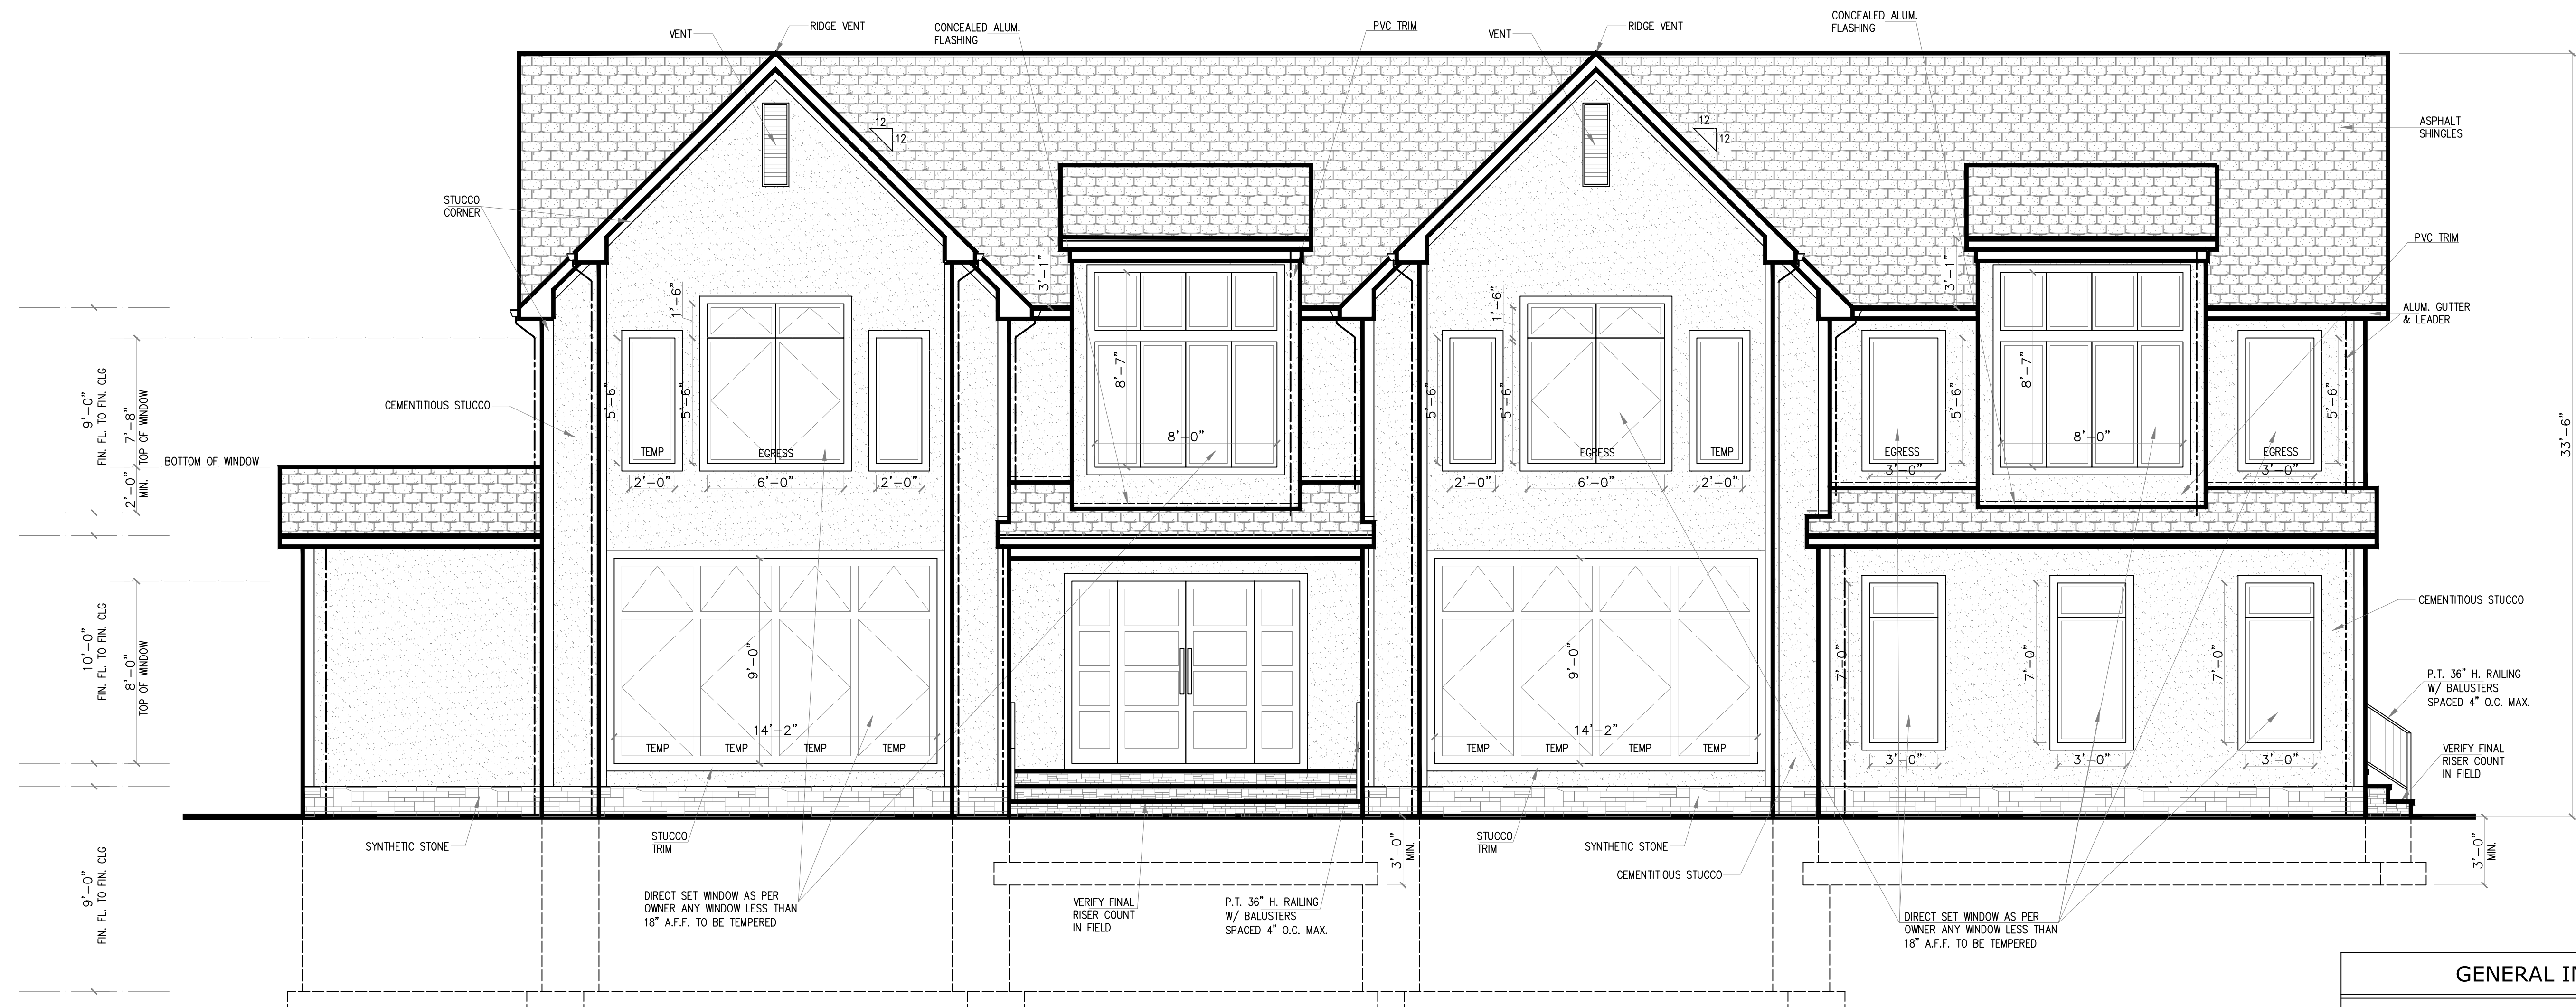 VENT
RIDGE VENT
CONCEALED ALUM.
FLASHING
PVC TRIM
VENT
RIDGE VENT
CONCEALED ALUM.
FLASHING
12
12
12
12
ASPHALT
SHINGLES
33'-6"
STUCCO
CORNER
PVC TRIM
3'-1"
3'-1"
ALUM. GUTTER
& LEADER
1'-6"
1'-6"
9'-0"
FIN. FL. TO FIN. CLG
7'-8"
TOP OF WINDOW
2'-0"
MIN.
BOTTOM OF WINDOW
CEMENTITIOUS STUCCO
5'-6"
5'-6"
TEMP
EGRESS
2'-0"
6'-0"
2'-0"
8'-7"
8'-0"
5'-6"
5'-6"
EGRESS
TEMP
2'-0"
6'-0"
2'-0"
EGRESS
3'-0"
5'-6"
8'-7"
8'-0"
EGRESS
3'-0"
5'-6"
10'-0"
FIN. FL. TO FIN. CLG
8'-0"
TOP OF WINDOW
9'-0"
14'-2"
TEMP
TEMP
TEMP
TEMP
9'-0"
14'-2"
TEMP
TEMP
TEMP
TEMP
7'-0"
3'-0"
7'-0"
3'-0"
7'-0"
3'-0"
CEMENTITIOUS STUCCO
P.T. 36" H. RAILING
W/ BALUSTERS
SPACED 4" O.C. MAX.
VERIFY FINAL
RISER COUNT
IN FIELD
9'-0"
FIN. FL. TO FIN. CLG
SYNTHETIC STONE
STUCCO
TRIM
DIRECT SET WINDOW AS PER
OWNER ANY WINDOW LESS THAN
18" A.F.F. TO BE TEMPERED
VERIFY FINAL
RISER COUNT
IN FIELD
P.T. 36" H. RAILING
W/ BALUSTERS
SPACED 4" O.C. MAX.
3'-0"
MIN.
STUCCO
TRIM
SYNTHETIC STONE
CEMENTITIOUS STUCCO
DIRECT SET WINDOW AS PER
OWNER ANY WINDOW LESS THAN
18" A.F.F. TO BE TEMPERED
3'-0"
MIN.
GENERAL